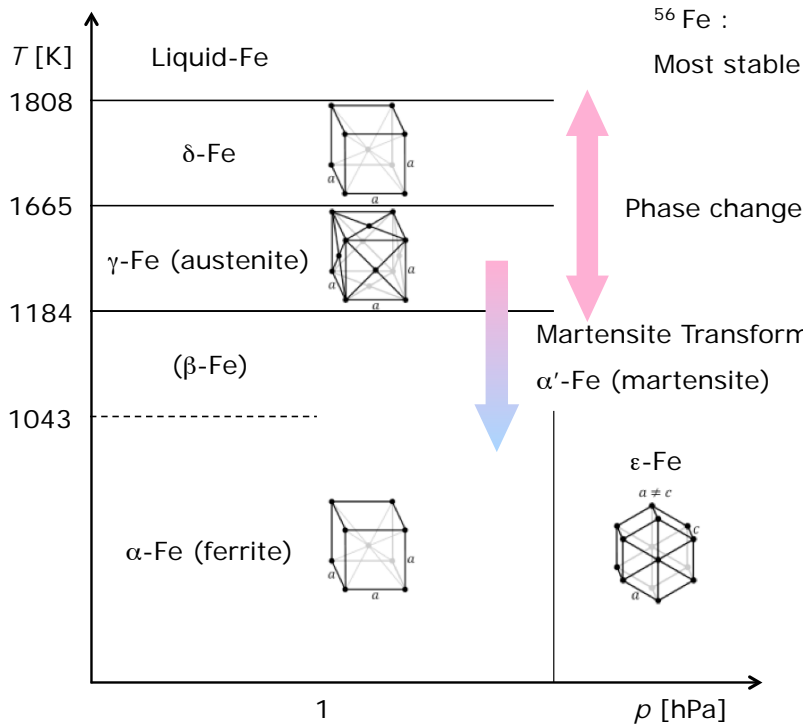 ⁵⁶Fe :
Most stable
T [K]
Liquid-Fe
1808
δ-Fe
a
a
a
1665
Phase change
γ-Fe (austenite)
a
a
a
1184
Martensite Transform
(β-Fe)
α′-Fe (martensite)
1043
ε-Fe
a ≠ c
c
a
α-Fe (ferrite)
a
a
a
1
p [hPa]